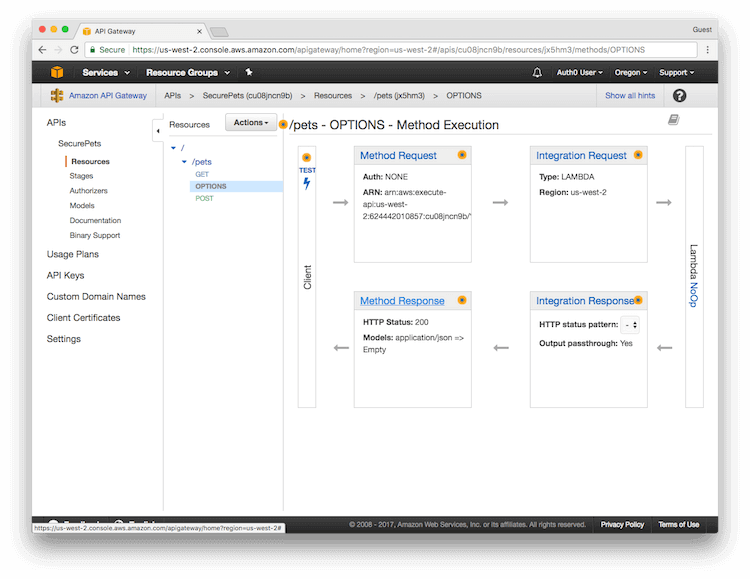 API Gateway
Guest
Secure
https://us-west-2.console.aws.amazon.com/apigateway/home?region=us-west-2#/apis/cu08jncn9b/resources/jx5hm3/methods/OPTIONS
Services
Resource Groups
Auth0 User
Oregon
Support
Amazon API Gateway
APIs > SecurePets (cu08jncn9b) > Resources > /pets (jx5hm3) > OPTIONS
Show all hints
?
APIs
SecurePets
Resources
Stages
Authorizers
Models
Documentation
Binary Support
Usage Plans
API Keys
Custom Domain Names
Client Certificates
Settings
Resources
Actions
/
/pets
GET
OPTIONS
POST
/pets - OPTIONS - Method Execution
TEST
Client
Method Request
Auth: NONE
ARN: arn:aws:execute-
api:us-west-
2:624442010857:cu08jncn9b/
Integration Request
Type: LAMBDA
Region: us-west-2
Lambda NoOp
Method Response
HTTP Status: 200
Models: application/json =>
Empty
Integration Response
HTTP status pattern: -
Output passthrough: Yes
https://us-west-2.console.aws.amazon.com/apigateway/home?region=us-west-2#
© 2008 - 2017, Amazon Web Services, Inc. or its affiliates. All rights reserved.
Privacy Policy
Terms of Use